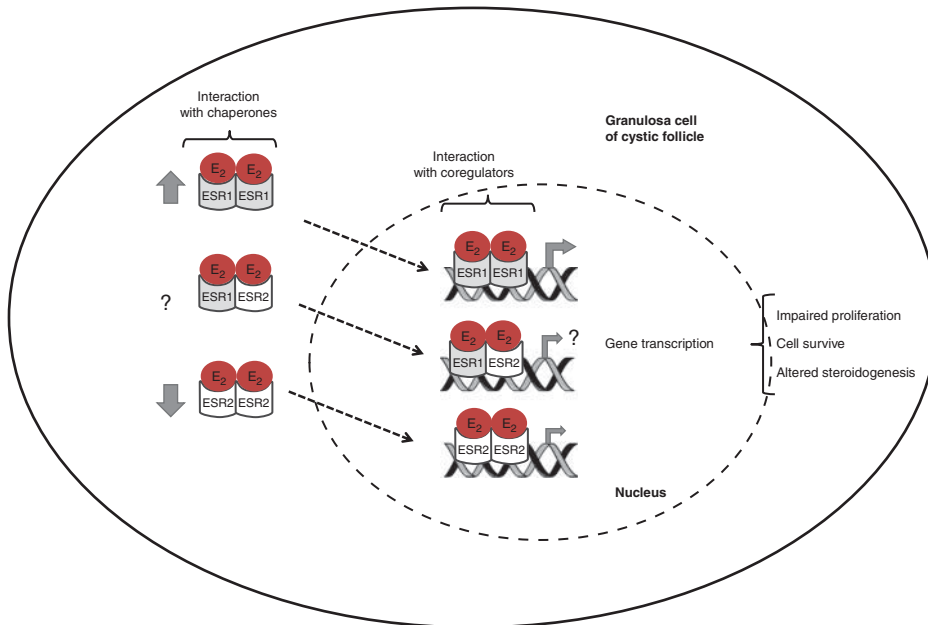 Interaction
with chaperones
E2 E2
ESR1 ESR1
?
E2 E2
ESR1 ESR2
E2 E2
ESR2 ESR2
Interaction
with coregulators
E2 E2
ESR1 ESR1
E2 E2
ESR1 ESR2
?
E2 E2
ESR2 ESR2
Granulosa cell
of cystic follicle
Gene transcription
Nucleus
Impaired proliferation
Cell survive
Altered steroidogenesis